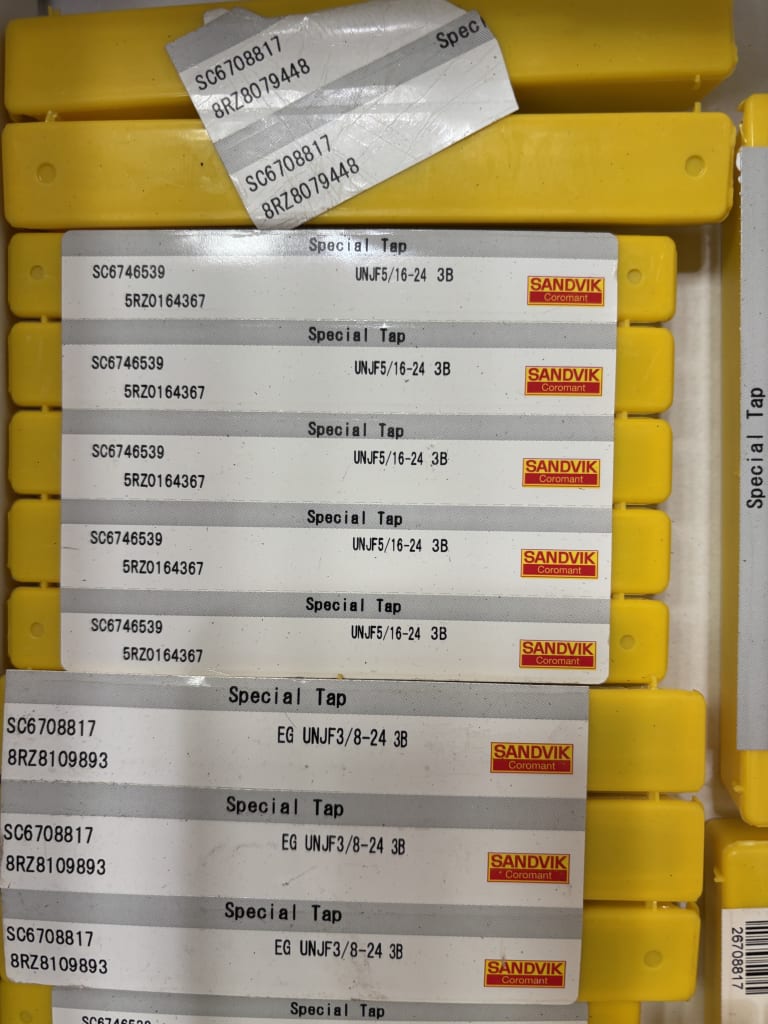 SC6708817
8RZ8079448
Speci
SC6708817
8RZ8079448
Special Tap
SC6746539 UNJF5/16-24 3B
5RZ0164367
SANDVIK
Coromant
Special Tap
SC6746539 UNJF5/16-24 3B
5RZ0164367
SANDVIK
Coromant
Special Tap
SC6746539 UNJF5/16-24 3B
5RZ0164367
SANDVIK
Coromant
Special Tap
SC6746539 UNJF5/16-24 3B
5RZ0164367
SANDVIK
Coromant
Special Tap
SC6746539 UNJF5/16-24 3B
5RZ0164367
SANDVIK
Coromant
Special Tap
SC6708817 EG UNJF3/8-24 3B
8RZ8109893
SANDVIK
Coromant
Special Tap
SC6708817 EG UNJF3/8-24 3B
8RZ8109893
SANDVIK
Coromant
Special Tap
SC6708817 EG UNJF3/8-24 3B
8RZ8109893
SANDVIK
Coromant
Special Tap
Special Tap
26708817